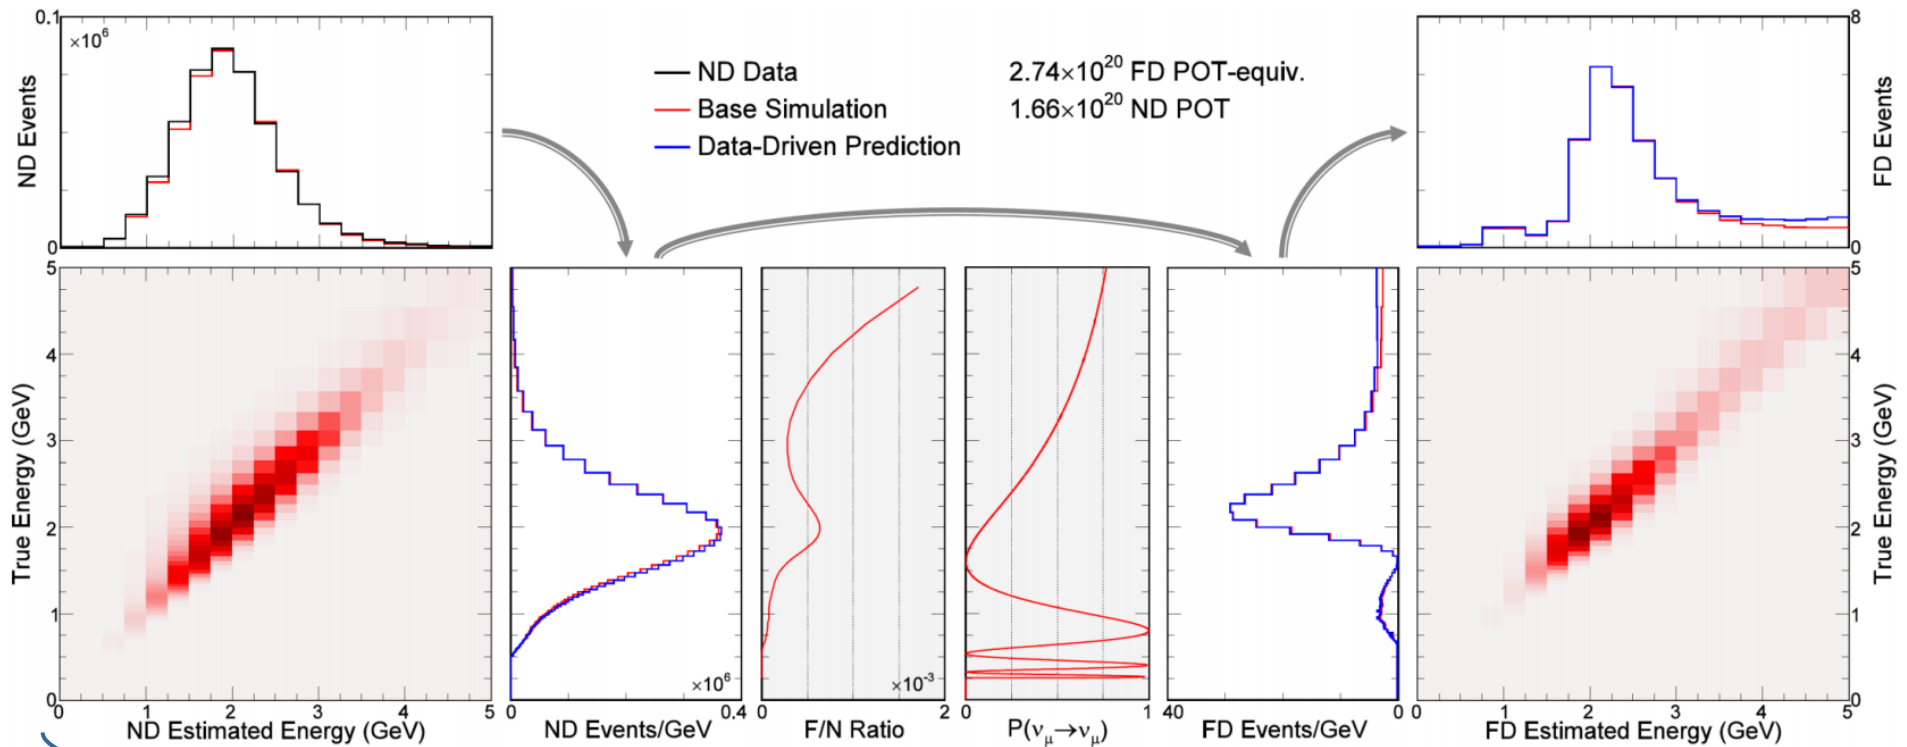 0.1
×10⁶
ND Events
0
ND Data
Base Simulation
Data-Driven Prediction
2.74×10²⁰ FD POT-equiv.
1.66×10²⁰ ND POT
8
FD Events
0
5
4
3
2
1
0
True Energy (GeV)
0 1 2 3 4 5
ND Estimated Energy (GeV)
×10⁶
0 0.4
ND Events/GeV
×10⁻³
0 2
F/N Ratio
0 1
P(νμ→νμ)
40 0
FD Events/GeV
5
4
3
2
1
0
True Energy (GeV)
0 1 2 3 4 5
FD Estimated Energy (GeV)